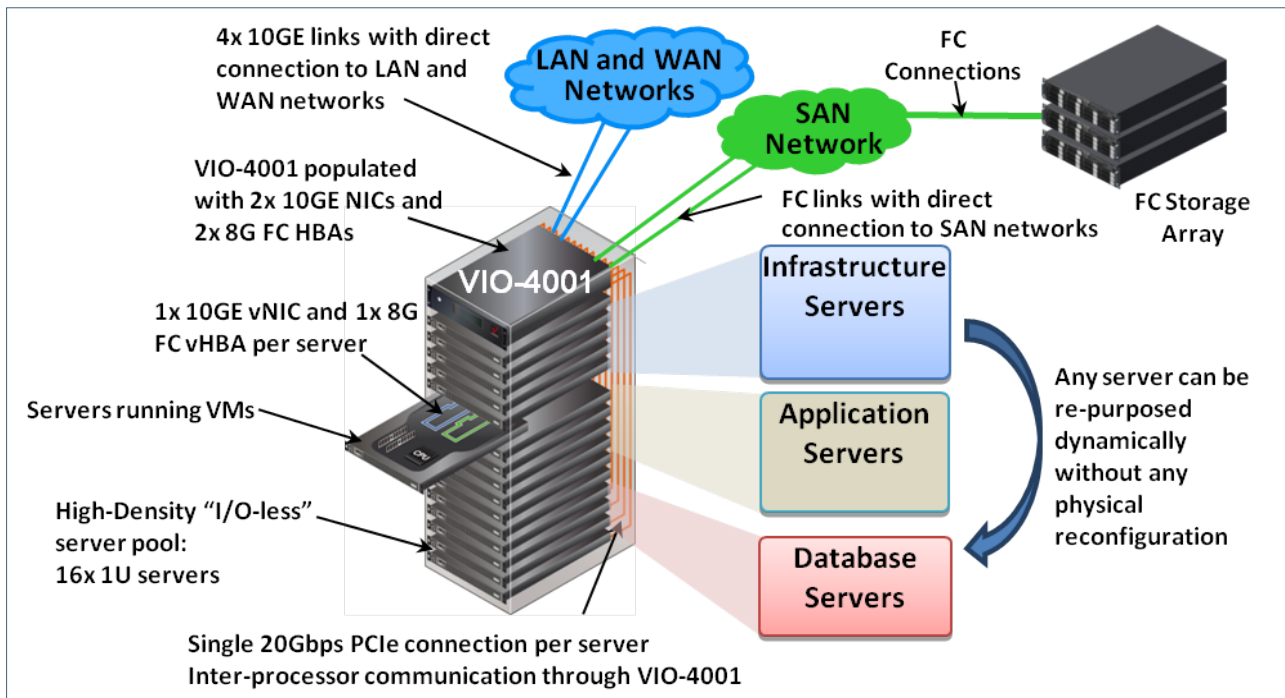 4x 10GE links with direct
connection to LAN and
WAN networks
LAN and WAN
Networks
FC
Connections
SAN
Network
VIO-4001 populated
with 2x 10GE NICs and
2x 8G FC HBAs
FC links with direct
connection to SAN networks
FC Storage
Array
VIO-4001
1x 10GE vNIC and 1x 8G
FC vHBA per server
Infrastructure
Servers
Servers running VMs
CPU
Application
Servers
Any server can be
re-purposed
dynamically
without any
physical
reconfiguration
High-Density “I/O-less”
server pool:
16x 1U servers
Database
Servers
Single 20Gbps PCIe connection per server
Inter-processor communication through VIO-4001